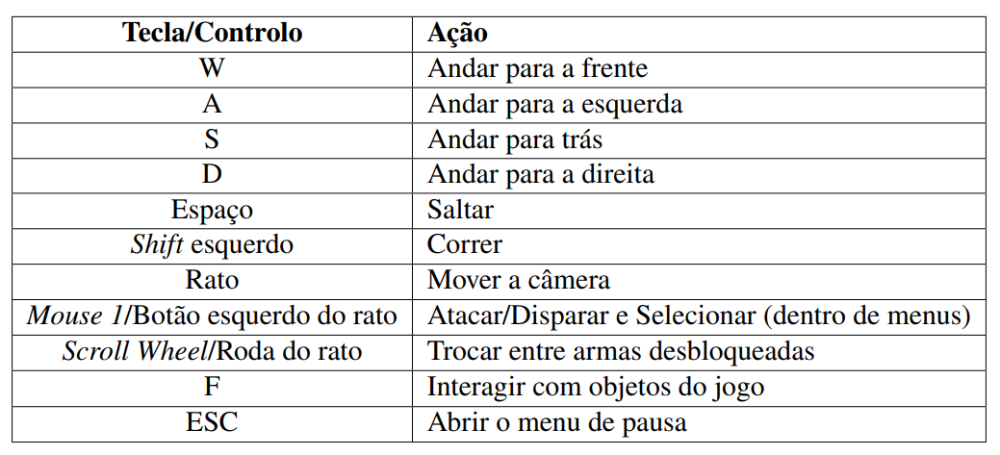 Tecla/Controlo Ação
W Andar para a frente
A Andar para a esquerda
S Andar para trás
D Andar para a direita
Espaço Saltar
Shift esquerdo Correr
Rato Mover a câmera
Mouse 1/Botão esquerdo do rato Atacar/Disparar e Selecionar (dentro de menus)
Scroll Wheel/Roda do rato Trocar entre armas desbloqueadas
F Interagir com objetos do jogo
ESC Abrir o menu de pausa